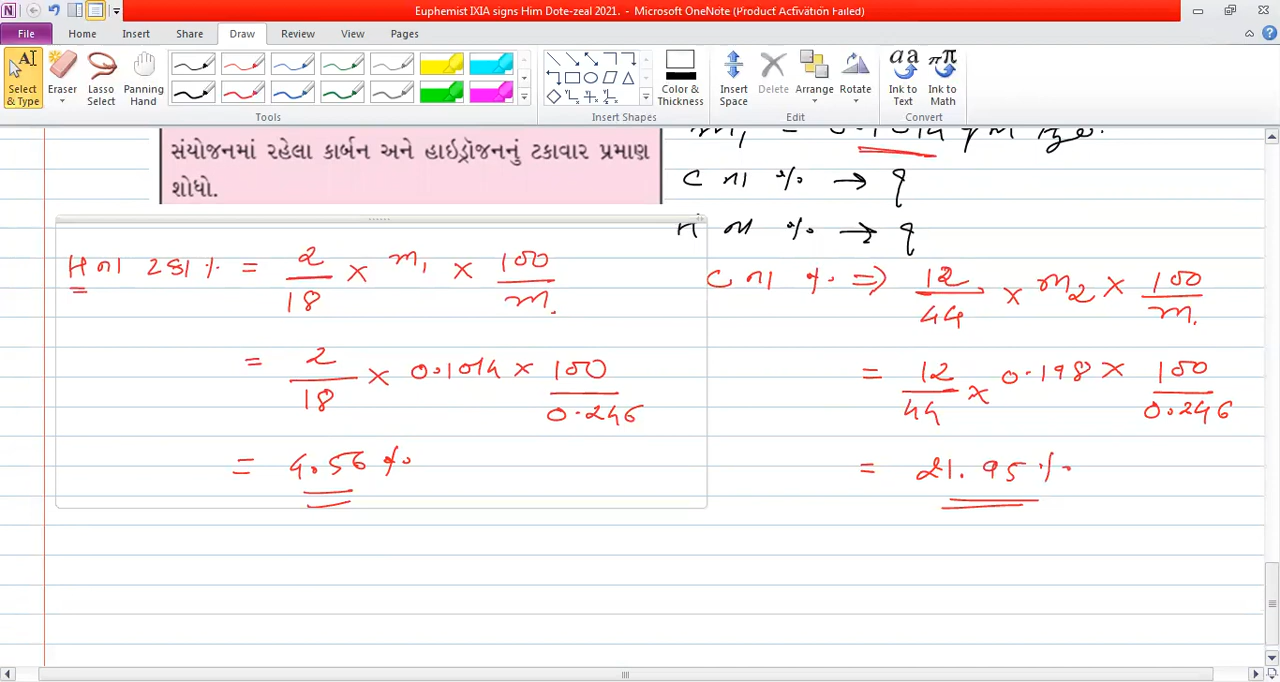 Euphemist IXIA signs Him Dote-zeal 2021. - Microsoft OneNote (Product Activation Failed)
File Home Insert Share Draw Review View Pages
Select & Type Eraser Lasso Select Panning Hand Color & Thickness Insert Space Delete Arrange Rotate Ink to Text Ink to Math
Tools Insert Shapes Edit Convert
સંયોજનમાં રહેલા કાર્બન અને હાઇડ્રૉજનનું ટકાવાર પ્રમાણ
શોધો.
m₁ = 0.1014
C ના % → ?
H ના % → ?
H ના ટકા % = 2/18 × m₁ × 100/m.
= 2/18 × 0.1014 × 100/0.246
= 4.56 %
C ના % ⇒ 12/44 × m₂ × 100/m.
= 12/44 × 0.198 × 100/0.246
= 21.95 %